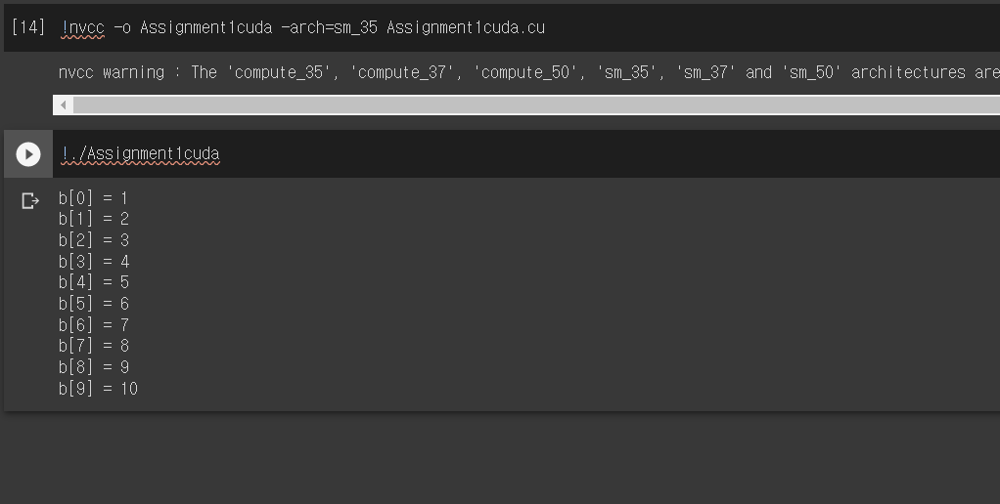 [14] !nvcc -o Assignment1cuda -arch=sm_35 Assignment1cuda.cu
nvcc warning : The 'compute_35', 'compute_37', 'compute_50', 'sm_35', 'sm_37' and 'sm_50' architectures are
!./Assignment1cuda
b[0] = 1
b[1] = 2
b[2] = 3
b[3] = 4
b[4] = 5
b[5] = 6
b[6] = 7
b[7] = 8
b[8] = 9
b[9] = 10